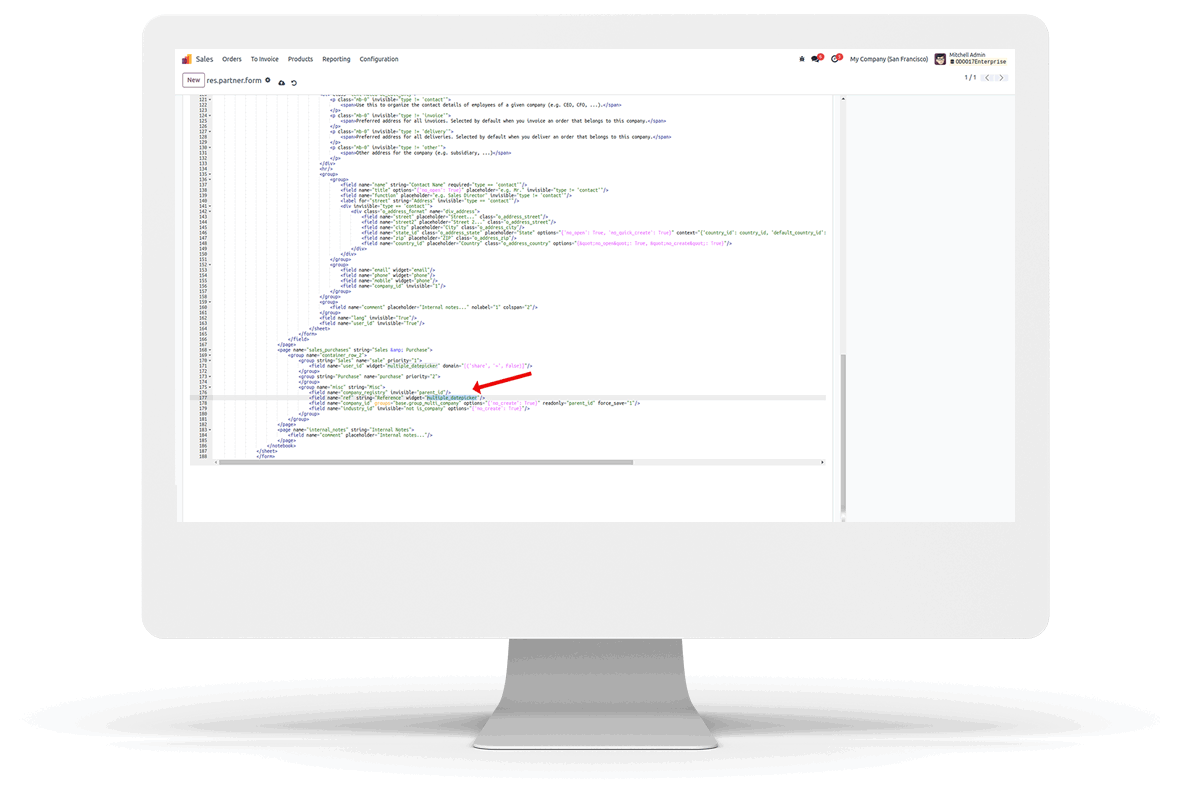 Sales Orders To Invoice Products Reporting Configuration
My Company (San Francisco) Mitchell Admin
ODOO17Enterprise
New res.partner.form
1 / 1
121 <p class="mb-0" invisible="type != 'contact'">
122 <span>Use this to organize the contact details of employees of a given company (e.g. CEO, CFO, ...).</span>
123 </p>
124 <p class="mb-0" invisible="type != 'invoice'">
125 <span>Preferred address for all invoices. Selected by default when you invoice an order that belongs to this company.</span>
126 </p>
127 <p class="mb-0" invisible="type != 'delivery'">
128 <span>Preferred address for all deliveries. Selected by default when you deliver an order that belongs to this company.</span>
129 </p>
130 <p class="mb-0" invisible="type != 'other'">
131 <span>Other address for the company (e.g. subsidiary, ...)</span>
132 </p>
133 </div>
134 <hr/>
135 <group>
136 <group>
137 <field name="name" string="Contact Name" required="type == 'contact'"/>
138 <field name="title" options="{'no_open': True}" placeholder="e.g. Mr." invisible="type != 'contact'"/>
139 <field name="function" placeholder="e.g. Sales Director" invisible="type != 'contact'"/>
140 <label for="street" string="Address" invisible="type == 'contact'"/>
141 <div invisible="type == 'contact'">
142 <div class="o_address_format" name="div_address">
143 <field name="street" placeholder="Street..." class="o_address_street"/>
144 <field name="street2" placeholder="Street 2..." class="o_address_street"/>
145 <field name="city" placeholder="City" class="o_address_city"/>
146 <field name="state_id" class="o_address_state" placeholder="State" options="{'no_open': True, 'no_quick_create': True}" context="{'country_id': country_id, 'default_country_id':
147 <field name="zip" placeholder="ZIP" class="o_address_zip"/>
148 <field name="country_id" placeholder="Country" class="o_address_country" options="{&quot;no_open&quot;: True, &quot;no_create&quot;: True}"/>
149 </div>
150 </div>
151 </group>
152 <group>
153 <field name="email" widget="email"/>
154 <field name="phone" widget="phone"/>
155 <field name="mobile" widget="phone"/>
156 <field name="company_id" invisible="1"/>
157 </group>
158 </group>
159 <group>
160 <field name="comment" placeholder="Internal notes..." nolabel="1" colspan="2"/>
161 </group>
162 <field name="lang" invisible="True"/>
163 <field name="user_id" invisible="True"/>
164 </sheet>
165 </form>
166 </field>
167 </page>
168 <page name="sales_purchases" string="Sales &amp; Purchase">
169 <group name="container_row_2">
170 <group string="Sales" name="sale" priority="1">
171 <field name="user_id" widget="multiple_datepicker" domain="[('share', '=', False)]"/>
172 </group>
173 <group string="Purchase" name="purchase" priority="2">
174 </group>
175 <group name="misc" string="Misc">
176 <field name="company_registry" invisible="parent_id"/>
177 <field name="ref" string="Reference" widget="multiple_datepicker"/>
178 <field name="company_id" groups="base.group_multi_company" options="{'no_create': True}" readonly="parent_id" force_save="1"/>
179 <field name="industry_id" invisible="not is_company" options="{'no_create': True}"/>
180 </group>
181 </group>
182 </page>
183 <page name="internal_notes" string="Internal Notes">
184 <field name="comment" placeholder="Internal notes..."/>
185 </page>
186 </notebook>
187 </sheet>
188 </form>